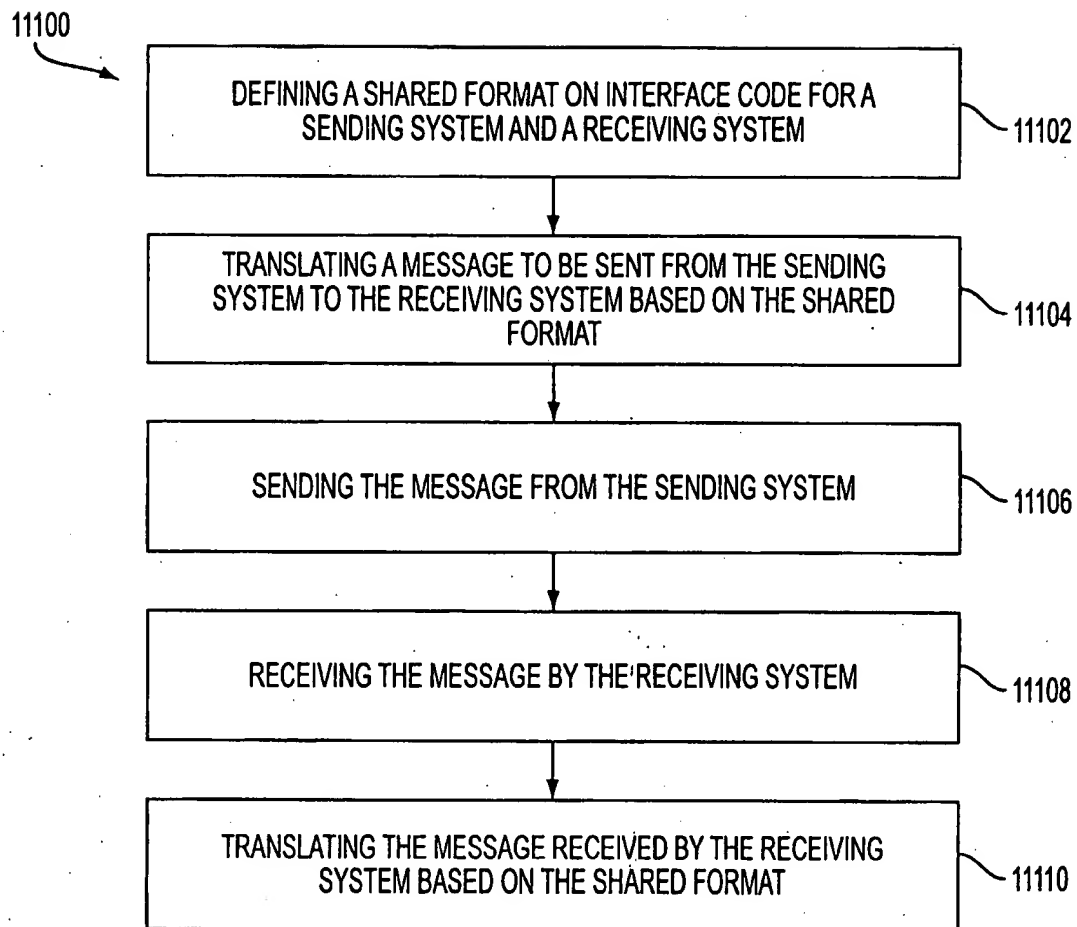 11100
DEFINING A SHARED FORMAT ON INTERFACE CODE FOR A
SENDING SYSTEM AND A RECEIVING SYSTEM
11102
TRANSLATING A MESSAGE TO BE SENT FROM THE SENDING
SYSTEM TO THE RECEIVING SYSTEM BASED ON THE SHARED
FORMAT
11104
SENDING THE MESSAGE FROM THE SENDING SYSTEM
11106
RECEIVING THE MESSAGE BY THE RECEIVING SYSTEM
11108
TRANSLATING THE MESSAGE RECEIVED BY THE RECEIVING
SYSTEM BASED ON THE SHARED FORMAT
11110